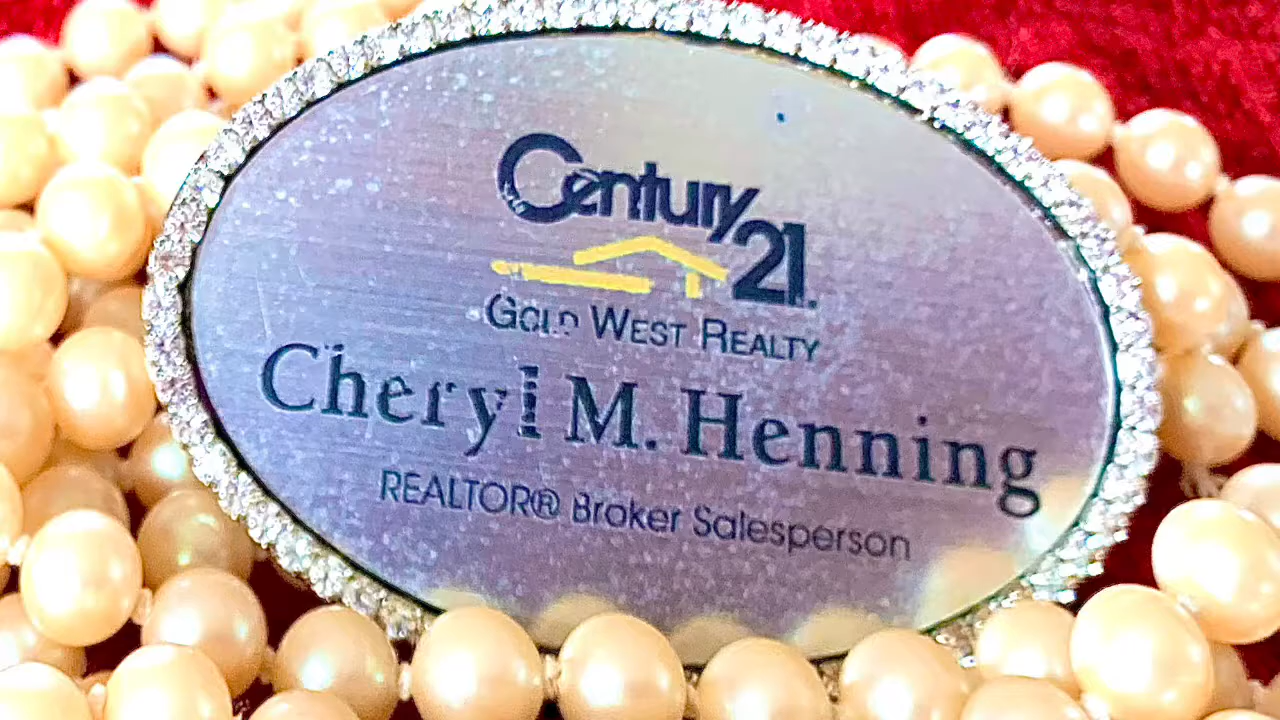 Century 21.
GOLD WEST REALTY
Cheryl M. Henning
REALTOR® Broker Salesperson